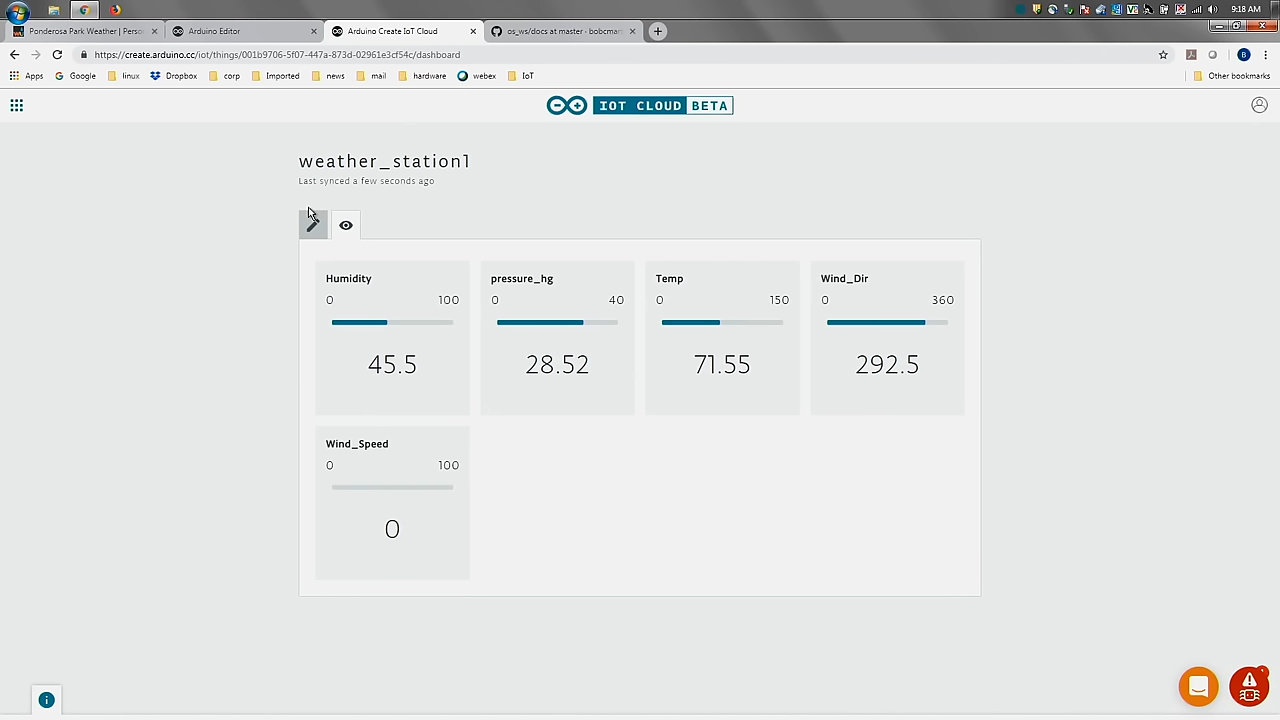 9:18 AM
Ponderosa Park Weather | Pers
Arduino Editor
Arduino Create IoT Cloud
os_ws/docs
master · bobcmart
https://create.arduino.cc/iot/things/001b9706-5f07-447a-873d-02961e3cf54c/dashboard
Apps Google linux Dropbox corp Imported news mail hardware webex IoT Other bookmarks
IOT CLOUD BETA
weather_station1
Last synced a few seconds ago
Humidity
0 100
45.5
pressure_hg
0 40
28.52
Temp
0 150
71.55
Wind_Dir
0 360
292.5
Wind_Speed
0 100
0